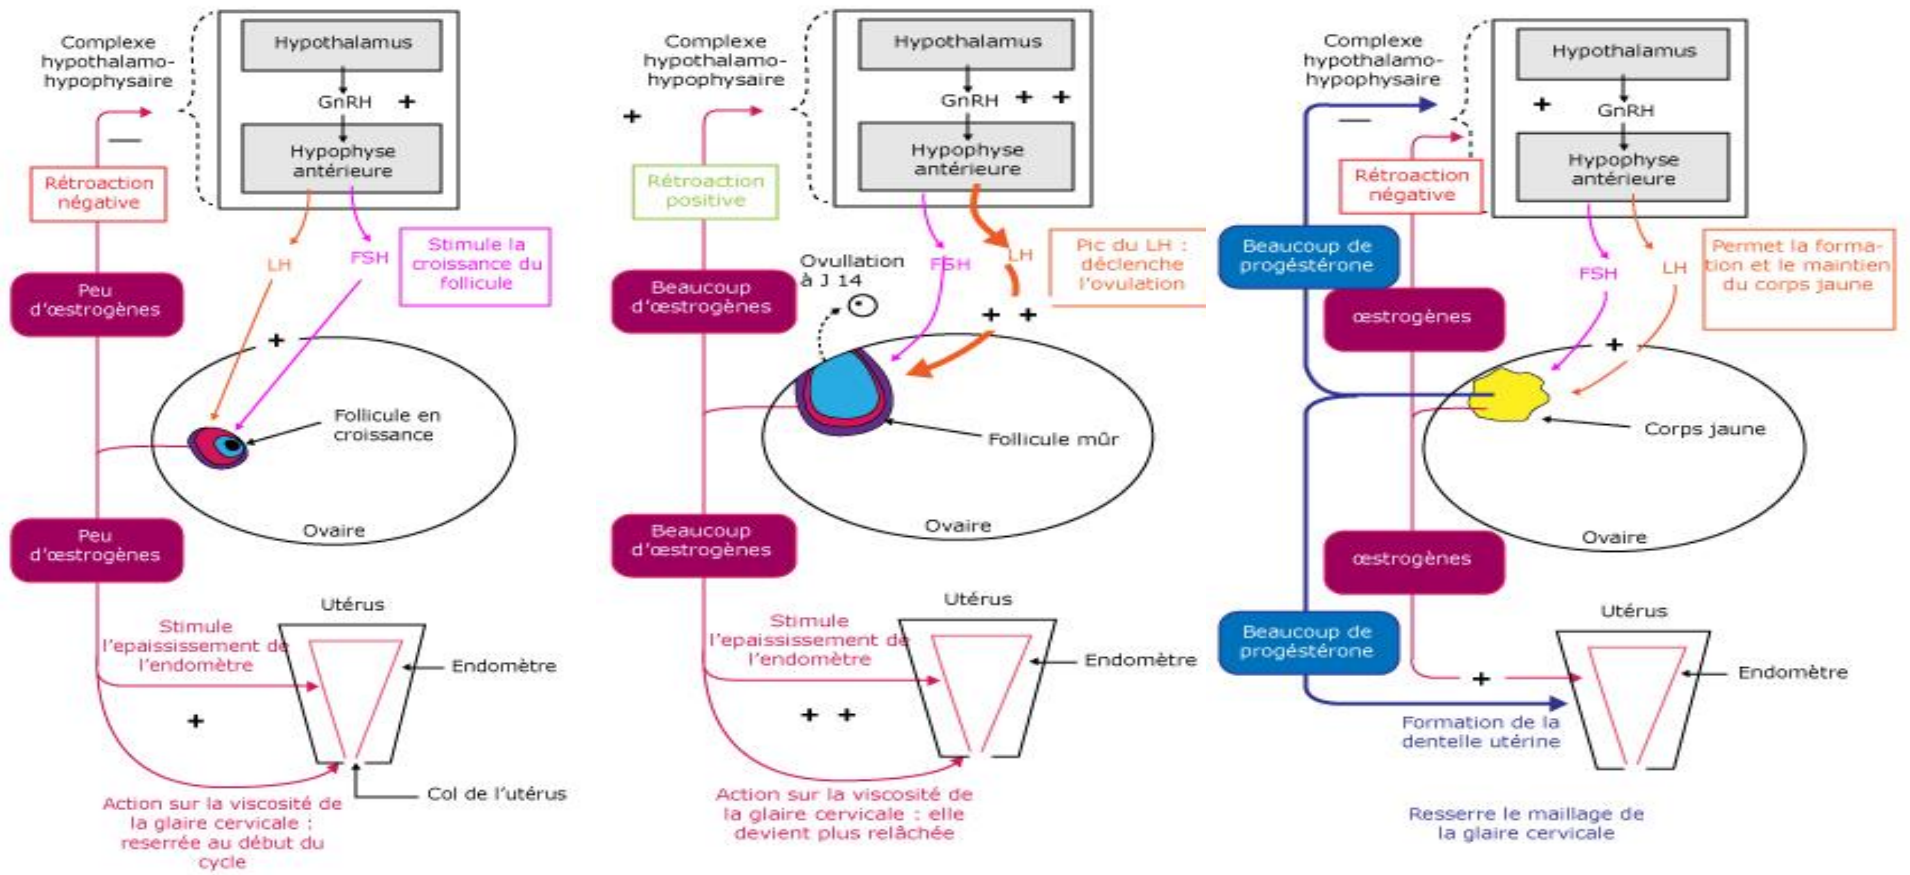 Complexe
hypothalamo-
hypophysaire
Hypothalamus
GnRH +
Hypophyse
antérieure
—
Rétroaction
négative
LH
FSH
Stimule la
croissance du
follicule
Peu
d'œstrogènes
+
Follicule en
croissance
Ovaire
Peu
d'œstrogènes
Utérus
Stimule
l'epaississement de
l'endomètre
Endomètre
+
Col de l'utérus
Action sur la viscosité de
la glaire cervicale :
reserrée au début du
cycle
Complexe
hypothalamo-
hypophysaire
Hypothalamus
GnRH + +
Hypophyse
antérieure
+
Rétroaction
positive
FSH
LH
Pic du LH :
déclenche
l'ovulation
Ovullation
à J 14
Beaucoup
d'œstrogènes
+ +
Follicule mûr
Ovaire
Beaucoup
d'œstrogènes
Utérus
Stimule
l'epaississement de
l'endomètre
Endomètre
+ +
Action sur la viscosité de
la glaire cervicale : elle
devient plus relâchée
Complexe
hypothalamo-
hypophysaire
Hypothalamus
+ GnRH
Hypophyse
antérieure
—
Rétroaction
négative
Beaucoup de
progéstérone
FSH
LH
Permet la forma-
tion et le maintien
du corps jaune
œstrogènes
+
Corps jaune
Ovaire
œstrogènes
Beaucoup de
progéstérone
Utérus
Endomètre
+
Formation de la
dentelle utérine
Resserre le maillage de
la glaire cervicale